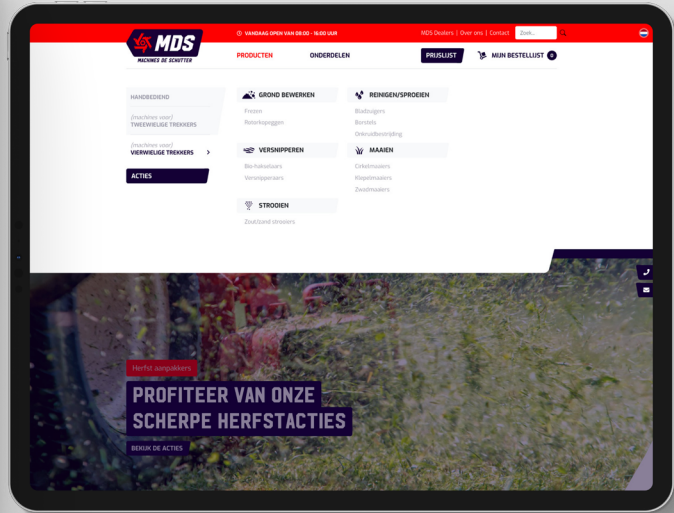 MDS
MACHINES DE SCHUTTER
VANDAAG OPEN VAN 08:00 - 16:00 UUR
MDS Dealers | Over ons | Contact
Zoek...
PRODUCTEN
ONDERDELEN
PRIJSLIJST
MIJN BESTELLIJST 0
HANDBEDIEND
(machines voor)
TWEEWIELIGE TREKKERS
(machines voor)
VIERWIELIGE TREKKERS
ACTIES
GROND BEWERKEN
Frezen
Rotorkopeggen
VERSNIPPEREN
Bio-hakselaars
Versnipperaars
STROOIEN
Zout/zand strooiers
REINIGEN/SPROEIEN
Bladzuigers
Borstels
Onkruidbestrijding
MAAIEN
Cirkelmaaiers
Klepelmaaiers
Zwadmaaiers
Herfst aanpakkers
PROFITEER VAN ONZE
SCHERPE HERFSTACTIES
BEKIJK DE ACTIES